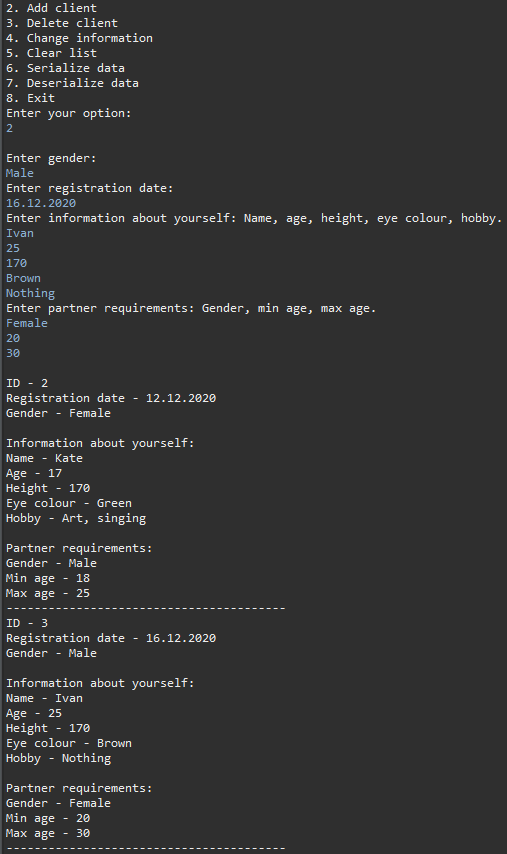 2. Add client
3. Delete client
4. Change information
5. Clear list
6. Serialize data
7. Deserialize data
8. Exit
Enter your option:
2
Enter gender:
Male
Enter registration date:
16.12.2020
Enter information about yourself: Name, age, height, eye colour, hobby.
Ivan
25
170
Brown
Nothing
Enter partner requirements: Gender, min age, max age.
Female
20
30
ID - 2
Registration date - 12.12.2020
Gender - Female
Information about yourself:
Name - Kate
Age - 17
Height - 170
Eye colour - Green
Hobby - Art, singing
Partner requirements:
Gender - Male
Min age - 18
Max age - 25
----------------------------------------
ID - 3
Registration date - 16.12.2020
Gender - Male
Information about yourself:
Name - Ivan
Age - 25
Height - 170
Eye colour - Brown
Hobby - Nothing
Partner requirements:
Gender - Female
Min age - 20
Max age - 30
----------------------------------------